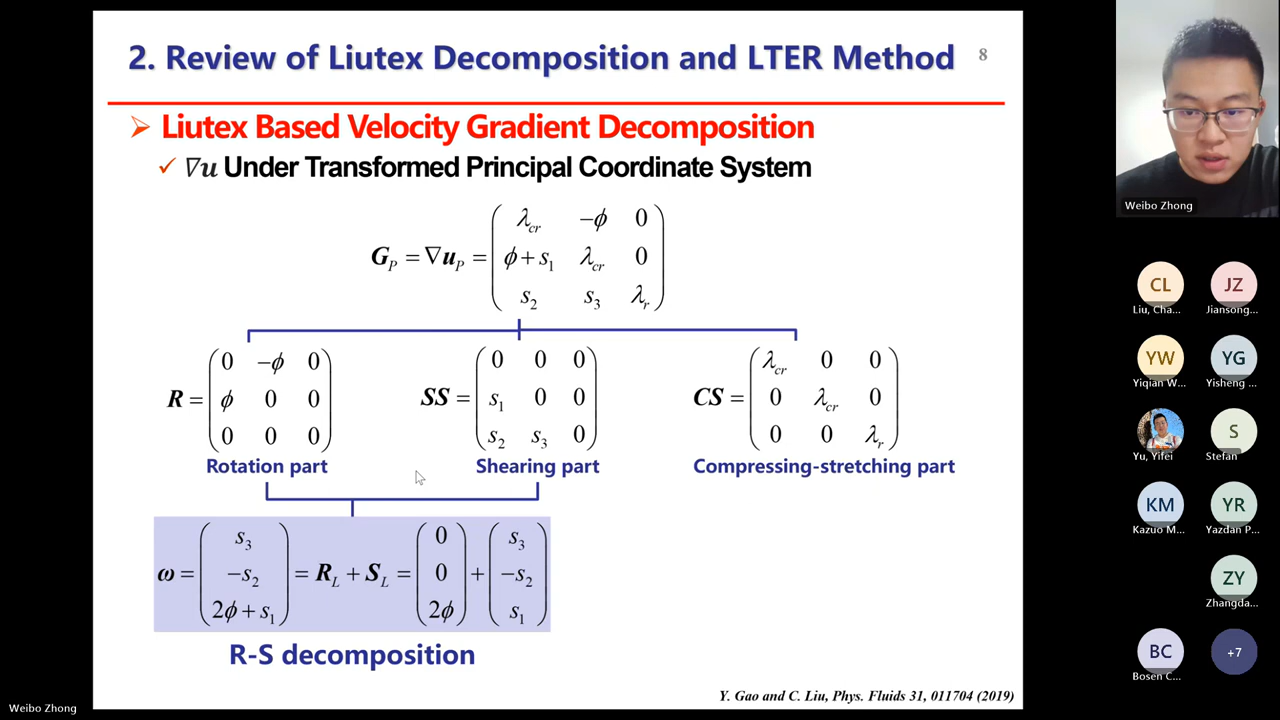 2. Review of Liutex Decomposition and LTER Method 8
➢ Liutex Based Velocity Gradient Decomposition
✓ ∇𝒖 Under Transformed Principal Coordinate System
G_P = ∇u_P = ( λ_cr −ϕ 0
ϕ + s_1 λ_cr 0
s_2 s_3 λ_r )
R = ( 0 −ϕ 0
ϕ 0 0
0 0 0 )
Rotation part
SS = ( 0 0 0
s_1 0 0
s_2 s_3 0 )
Shearing part
CS = ( λ_cr 0 0
0 λ_cr 0
0 0 λ_r )
Compressing-stretching part
ω = ( s_3 −s_2 2ϕ + s_1 ) = R_L + S_L = ( 0 0 2ϕ ) + ( s_3 −s_2 s_1 )
R-S decomposition
Y. Gao and C. Liu, Phys. Fluids 31, 011704 (2019)
Weibo Zhong
Weibo Zhong
CL
Liu, Cha...
JZ
Jiansong...
YW
Yiqian W...
YG
Yisheng ...
Yu, Yifei
S
Stefan
KM
Kazuo M...
YR
Yazdan P...
ZY
Zhangda...
BC
Bosen C...
+7